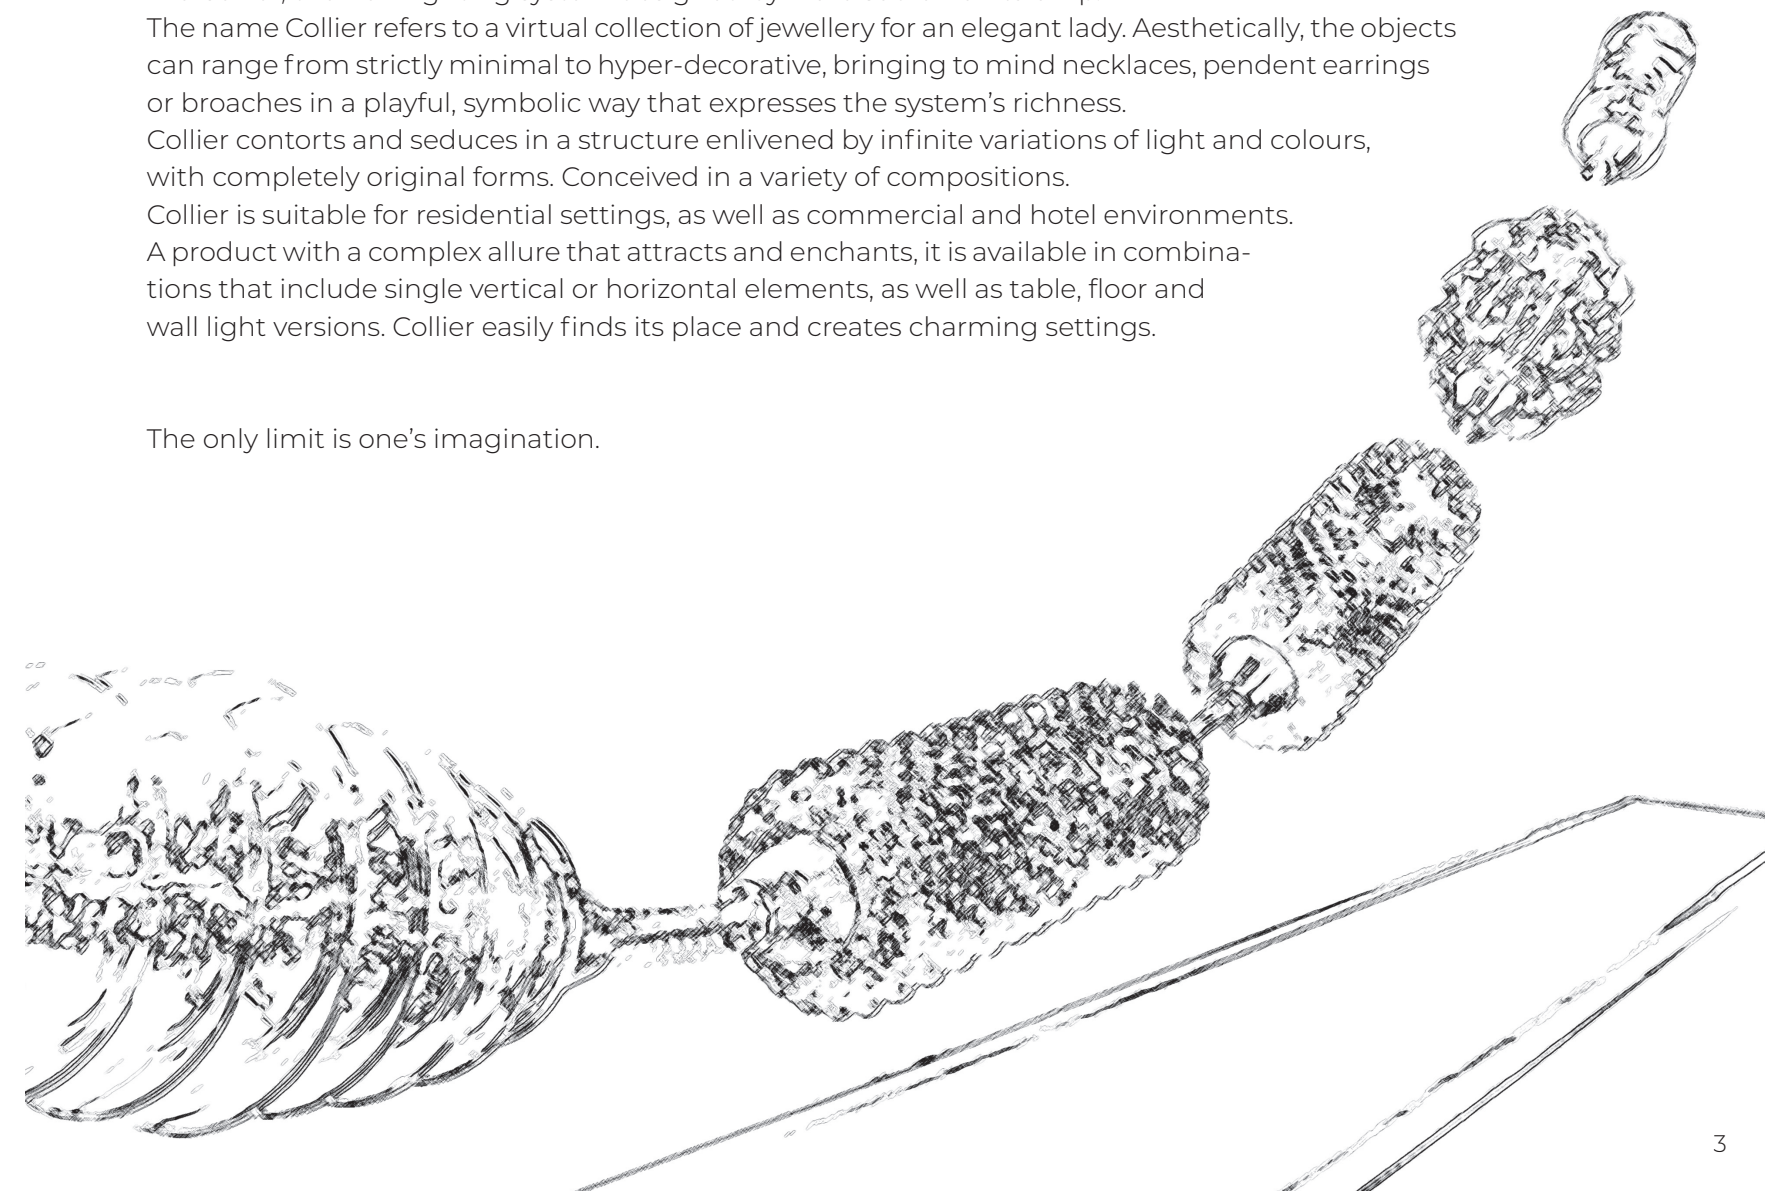 The name Collier refers to a virtual collection of jewellery for an elegant lady. Aesthetically, the objects
can range from strictly minimal to hyper-decorative, bringing to mind necklaces, pendent earrings
or broaches in a playful, symbolic way that expresses the system’s richness.
Collier contorts and seduces in a structure enlivened by infinite variations of light and colours,
with completely original forms. Conceived in a variety of compositions.
Collier is suitable for residential settings, as well as commercial and hotel environments.
A product with a complex allure that attracts and enchants, it is available in combina-
tions that include single vertical or horizontal elements, as well as table, floor and
wall light versions. Collier easily finds its place and creates charming settings.
The only limit is one’s imagination.
3